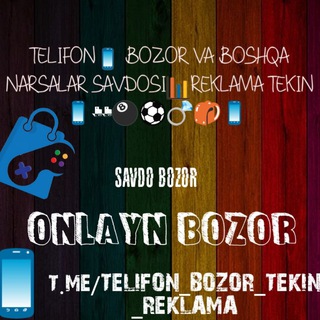 TELIFON📱 BOZOR VA BOSHQA
NARSALAR SAVDOSI📊REKLAMA TEKIN
SAVDO BOZOR
ONLAYN BOZOR
T.ME/TELIFON_BOZOR_TEKIN
_REKLAMA